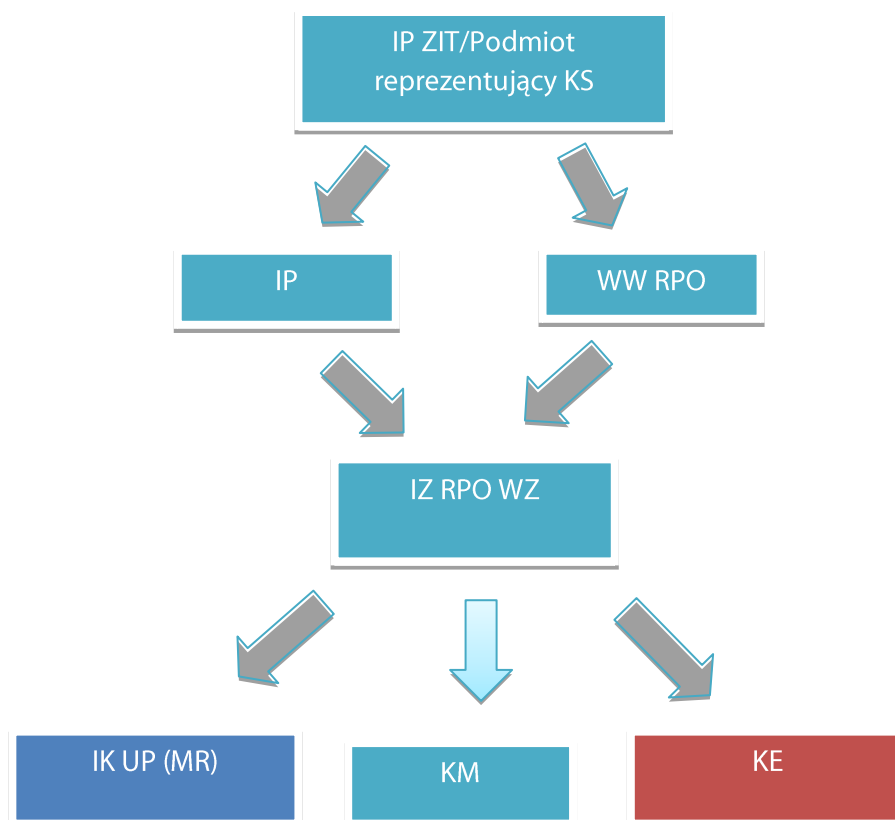 IP ZIT/Podmiot
reprezentujący KS
IP
WW RPO
IZ RPO WZ
IK UP (MR)
KM
KE